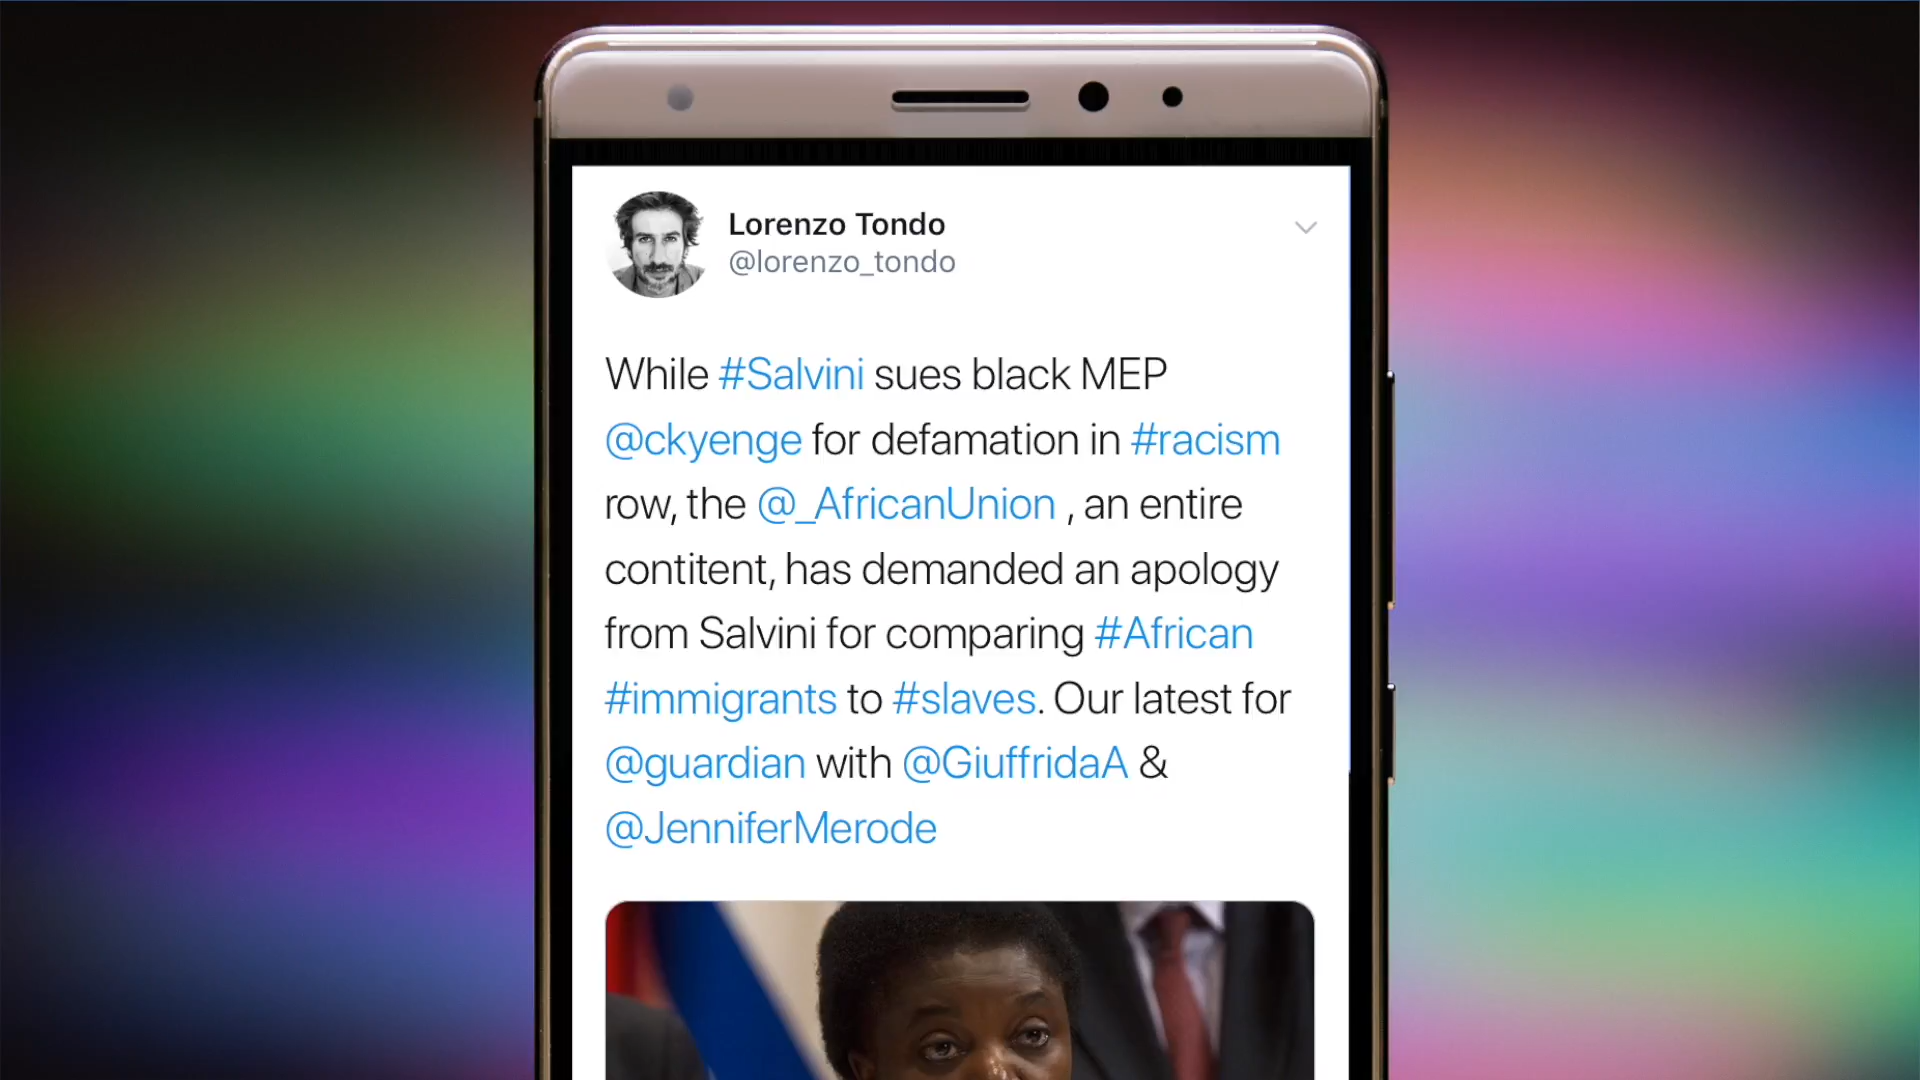 Lorenzo Tondo
@lorenzo_tondo
While #Salvini sues black MEP
@ckyenge for defamation in #racism
row, the @_AfricanUnion , an entire
contitent, has demanded an apology
from Salvini for comparing #African
#immigrants to #slaves. Our latest for
@guardian with @GiuffridaA &
@JenniferMerode